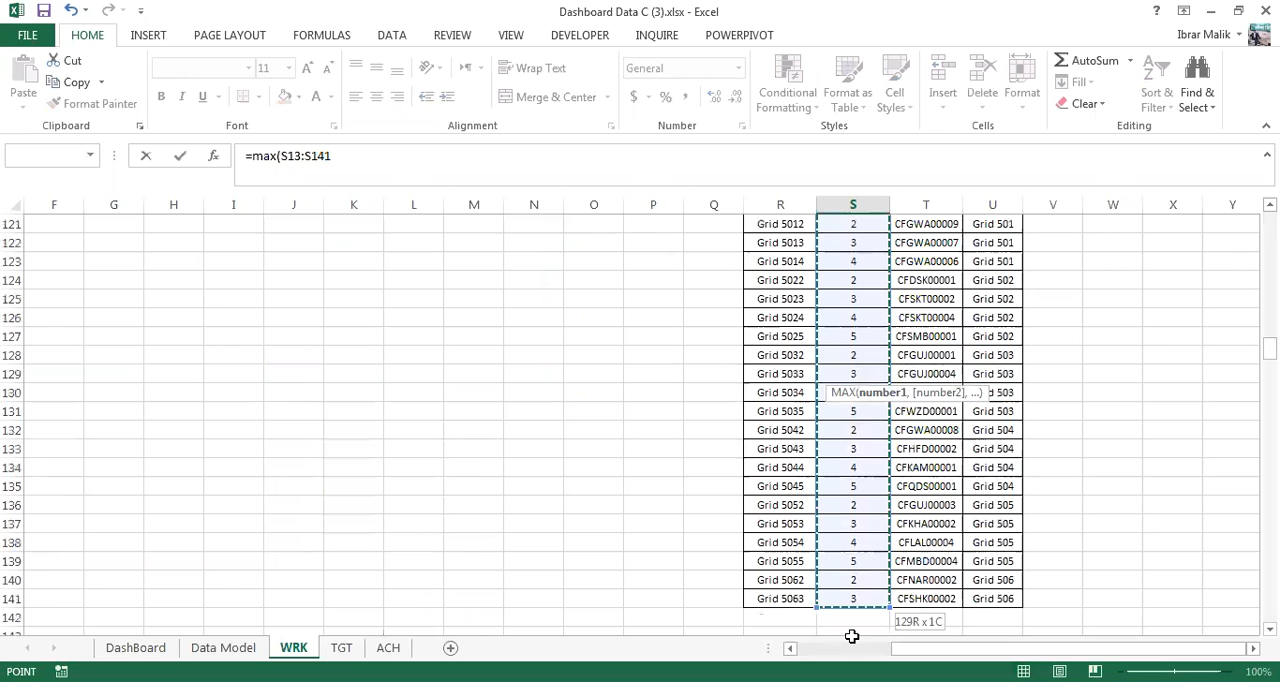 Dashboard Data C (3).xlsx - Excel
FILE HOME INSERT PAGE LAYOUT FORMULAS DATA REVIEW VIEW DEVELOPER INQUIRE POWERPIVOT Ibrar Malik
Paste Cut Copy Format Painter
11 Wrap Text Merge & Center
General $ %
Conditional Formatting Format as Table Cell Styles
Insert Delete Format
AutoSum Fill Clear Sort & Filter Find & Select
Clipboard Font Alignment Number Styles Cells Editing
=max(S13:S141
F G H I J K L M N O P Q R S T U V W X Y
121 Grid 5012 2 CFGWA00009 Grid 501
122 Grid 5013 3 CFGWA00007 Grid 501
123 Grid 5014 4 CFGWA00006 Grid 501
124 Grid 5022 2 CFDSK00001 Grid 502
125 Grid 5023 3 CFSKT00002 Grid 502
126 Grid 5024 4 CFSKT00004 Grid 502
127 Grid 5025 5 CFSMB00001 Grid 502
128 Grid 5032 2 CFGUJ00001 Grid 503
129 Grid 5033 3 CFGUJ00004 Grid 503
130 Grid 5034 MAX(number1, [number2], ...) d 503
131 Grid 5035 5 CFWZD00001 Grid 503
132 Grid 5042 2 CFGWA00008 Grid 504
133 Grid 5043 3 CFHFD00002 Grid 504
134 Grid 5044 4 CFKAM00001 Grid 504
135 Grid 5045 5 CFQDS00001 Grid 504
136 Grid 5052 2 CFGUJ00003 Grid 505
137 Grid 5053 3 CFKHA00002 Grid 505
138 Grid 5054 4 CFLAL00004 Grid 505
139 Grid 5055 5 CFMBD00004 Grid 505
140 Grid 5062 2 CFNAR00002 Grid 506
141 Grid 5063 3 CFSHK00002 Grid 506
142 129R x 1C
DashBoard Data Model WRK TGT ACH
POINT 100%